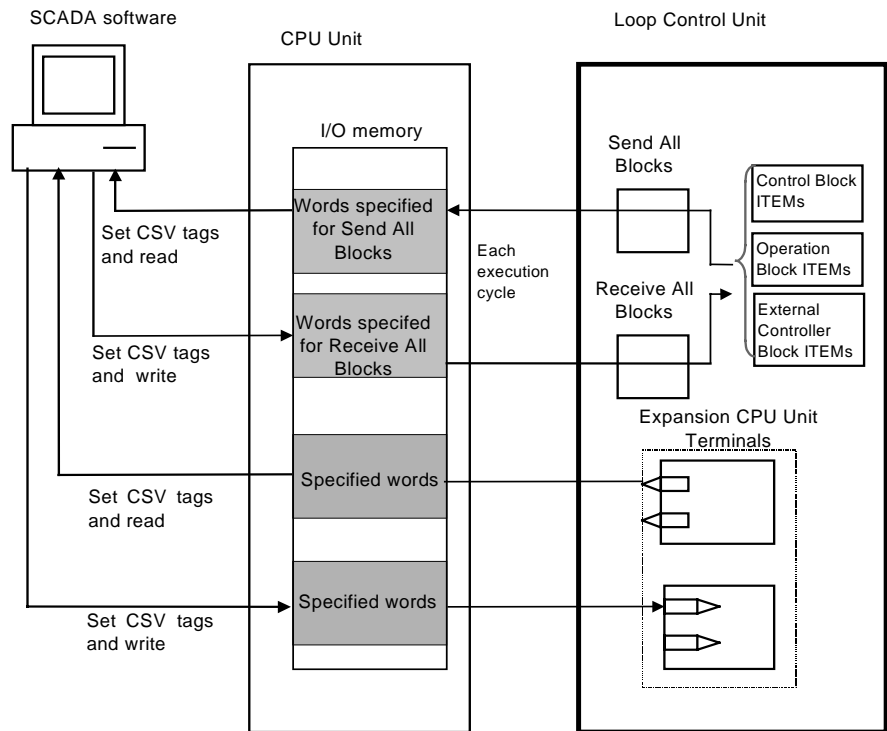 SCADA software
CPU Unit
Loop Control Unit
I/O memory
Send All
Blocks
Control Block
ITEMs
Words specified
for Send All
Blocks
Set CSV tags
and read
Each
execution
cycle
Operation
Block ITEMs
Receive All
Blocks
External
Controller
Block ITEMs
Words specifed
for Receive All
Blocks
Set CSV tags
and write
Expansion CPU Unit
Terminals
Specified words
Set CSV tags
and read
Specified words
Set CSV tags
and write